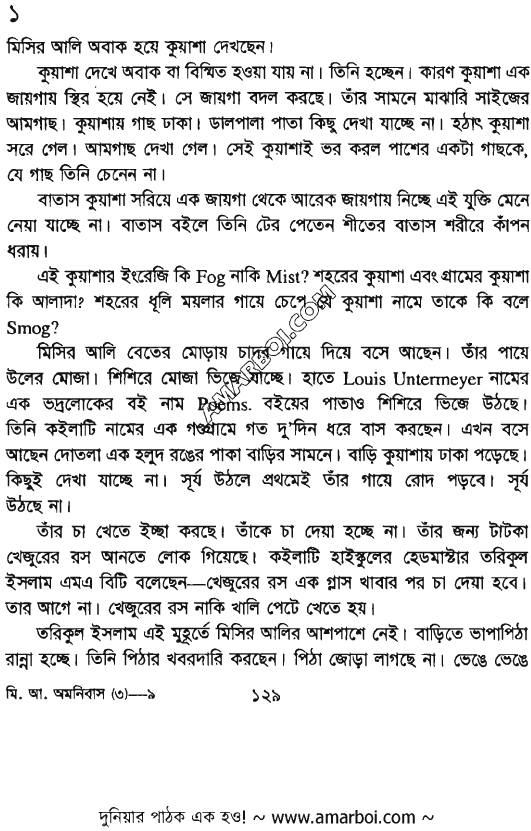 ১
মিসির আলি অবাক হয়ে কুয়াশা দেখছেন।
কুয়াশা দেখে অবাক বা বিস্মিত হওয়া যায় না। তিনি হচ্ছেন। কারণ কুয়াশা এক
জায়গায় স্থির হয়ে নেই। সে জায়গা বদল করছে। তাঁর সামনে মাঝারি সাইজের
আমগাছ। কুয়াশায় গাছ ঢাকা। ডালপালা পাতা কিছু দেখা যাচ্ছে না। হঠাৎ কুয়াশা
সরে গেল। আমগাছ দেখা গেল। সেই কুয়াশাই ভর করল পাশের একটা গাছকে,
যে গাছ তিনি চেনেন না।
বাতাস কুয়াশা সরিয়ে এক জায়গা থেকে আরেক জায়গায় নিচ্ছে এই যুক্তি মেনে
নেয়া যাচ্ছে না। বাতাস বইলে তিনি টের পেতেন শীতের বাতাস শরীরে কাঁপন
ধরায়।
এই কুয়াশার ইংরেজি কি Fog নাকি Mist? শহরের কুয়াশা এবং গ্রামের কুয়াশা
কি আলাদা? শহরের ধূলি ময়লার গায়ে চেপে যে কুয়াশা নামে তাকে কি বলে
Smog?
মিসির আলি বেতের মোড়ায় চাদর গায়ে দিয়ে বসে আছেন। তাঁর পায়ে
উলের মোজা। শিশিরে মোজা ভিজে যাচ্ছে। হাতে Louis Untermeyer নামের
এক ভদ্রলোকের বই নাম Poems. বইয়ের পাতাও শিশিরে ভিজে উঠছে।
তিনি কইলাটি নামের এক গণ্ডগ্রামে গত দু'দিন ধরে বাস করছেন। এখন বসে
আছেন দোতলা এক হলুদ রঙের পাকা বাড়ির সামনে। বাড়ি কুয়াশায় ঢাকা পড়েছে।
কিছুই দেখা যাচ্ছে না। সূর্য উঠলে প্রথমেই তাঁর গায়ে রোদ পড়বে। সূর্য
উঠছে না।
তাঁর চা খেতে ইচ্ছা করছে। তাঁকে চা দেয়া হচ্ছে না। তাঁর জন্য টাটকা
খেজুরের রস আনতে লোক গিয়েছে। কইলাটি হাইস্কুলের হেডমাস্টার তরিকুল
ইসলাম এমএ বিটি বলেছেন—খেজুরের রস এক গ্লাস খাবার পর চা দেয়া হবে।
তার আগে না। খেজুরের রস নাকি খালি পেটে খেতে হয়।
তরিকুল ইসলাম এই মুহূর্তে মিসির আলির আশপাশে নেই। বাড়িতে ভাপাপিঠা
রান্না হচ্ছে। তিনি পিঠার খবরদারি করছেন। পিঠা জোড়া লাগছে না। ভেঙে ভেঙে
মি. আ. অমনিবাস (৩)—৯ ১২৯
AMARBOI.COM
দুনিয়ার পাঠক এক হও! ~ www.amarboi.com ~